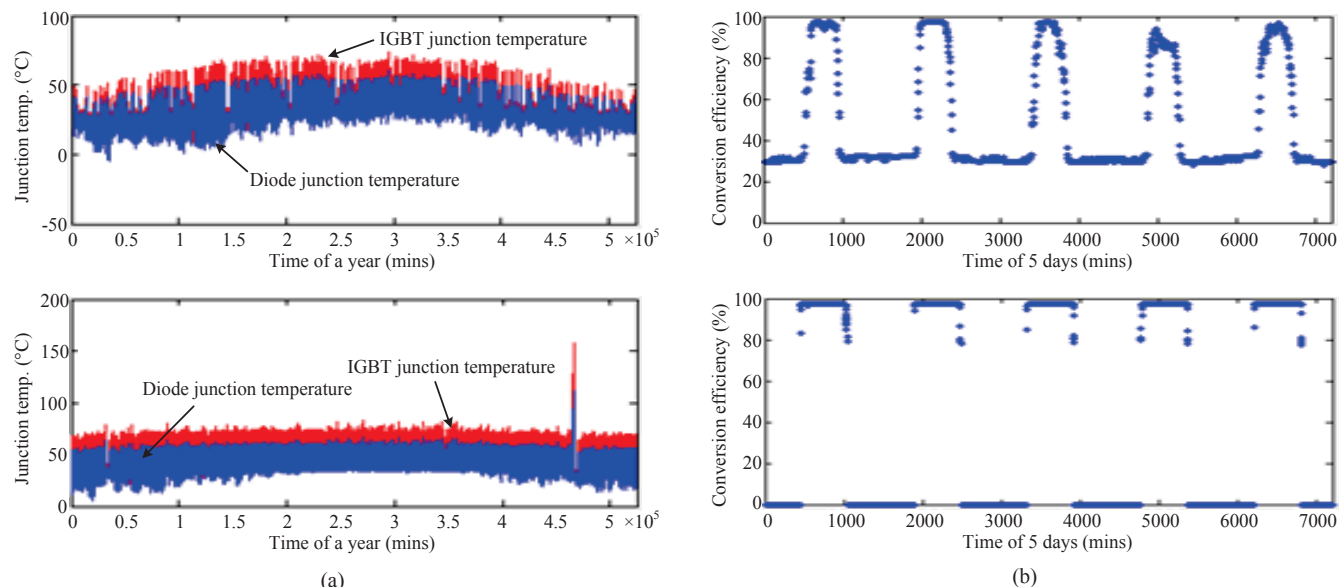 Junction temp. (°C)
100
50
0
-50
IGBT junction temperature
Diode junction temperature
0 0.5 1 1.5 2 2.5 3 3.5 4 4.5 5 ×10⁵
Time of a year (mins)
Conversion efficiency (%)
100
80
60
40
20
0
0 1000 2000 3000 4000 5000 6000 7000
Time of 5 days (mins)
Junction temp. (°C)
200
150
100
50
0
IGBT junction temperature
Diode junction temperature
0 0.5 1 1.5 2 2.5 3 3.5 4 4.5 5 ×10⁵
Time of a year (mins)
(a)
Conversion efficiency (%)
100
80
60
40
20
0
0 1000 2000 3000 4000 5000 6000 7000
Time of 5 days (mins)
(b)